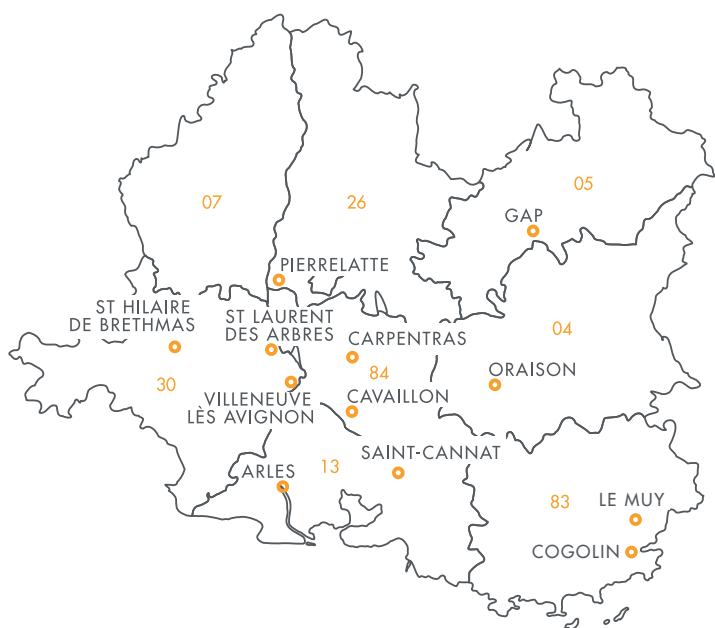 05
07
26
GAP
PIERRELATTE
ST HILAIRE
DE BRETHMAS
ST LAURENT
DES ARBRES
CARPENTRAS
04
30
84
ORAISON
VILLENEUVE
LÈS AVIGNON
CAVAILLON
SAINT-CANNAT
ARLES
13
83
LE MUY
COGOLIN